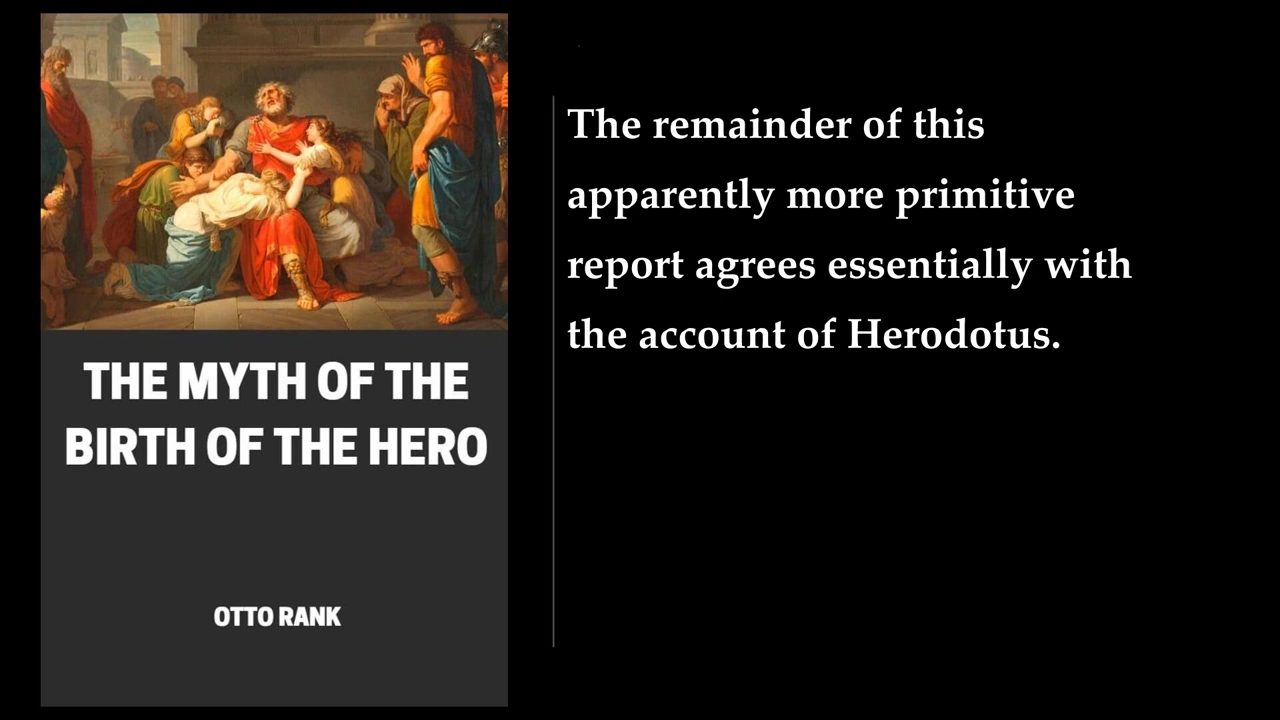 THE MYTH OF THE
BIRTH OF THE HERO
OTTO RANK
The remainder of this
apparently more primitive
report agrees essentially with
the account of Herodotus.